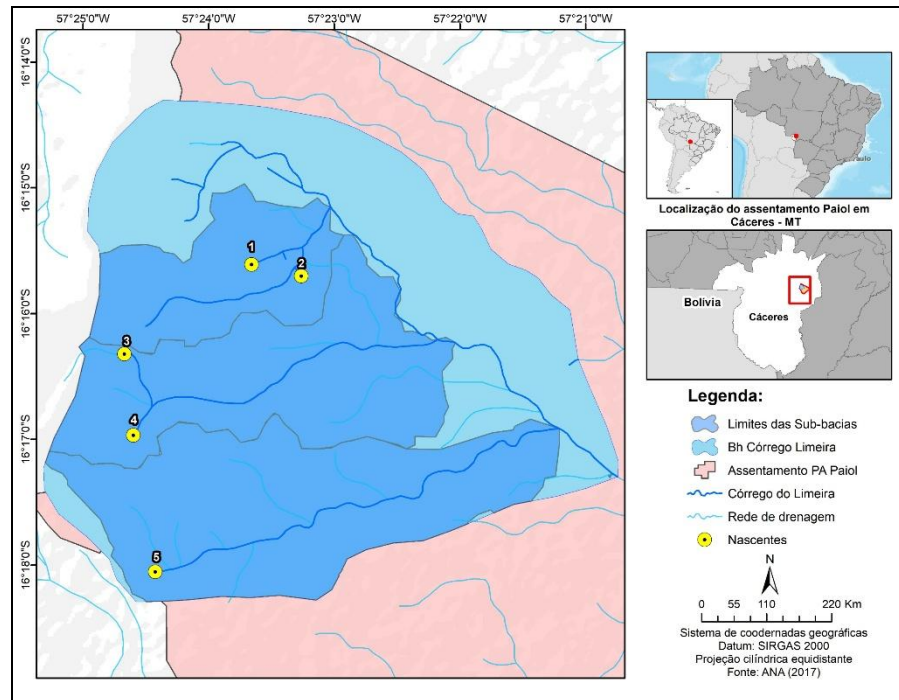 57°25'0"W 57°24'0"W 57°23'0"W 57°22'0"W 57°21'0"W
16°14'0"S
16°15'0"S
16°16'0"S
16°17'0"S
16°18'0"S
1
2
3
4
5
aulo
Localização do assentamento Paiol em
Cáceres - MT
Bolívia
Cáceres
Legenda:
Limites das Sub-bacias
Bh Córrego Limeira
Assentamento PA Paiol
Córrego do Limeira
Rede de drenagem
Nascentes
N
0 55 110 220 Km
Sistema de coodernadas geográficas
Datum: SIRGAS 2000
Projeção cilíndrica equidistante
Fonte: ANA (2017)